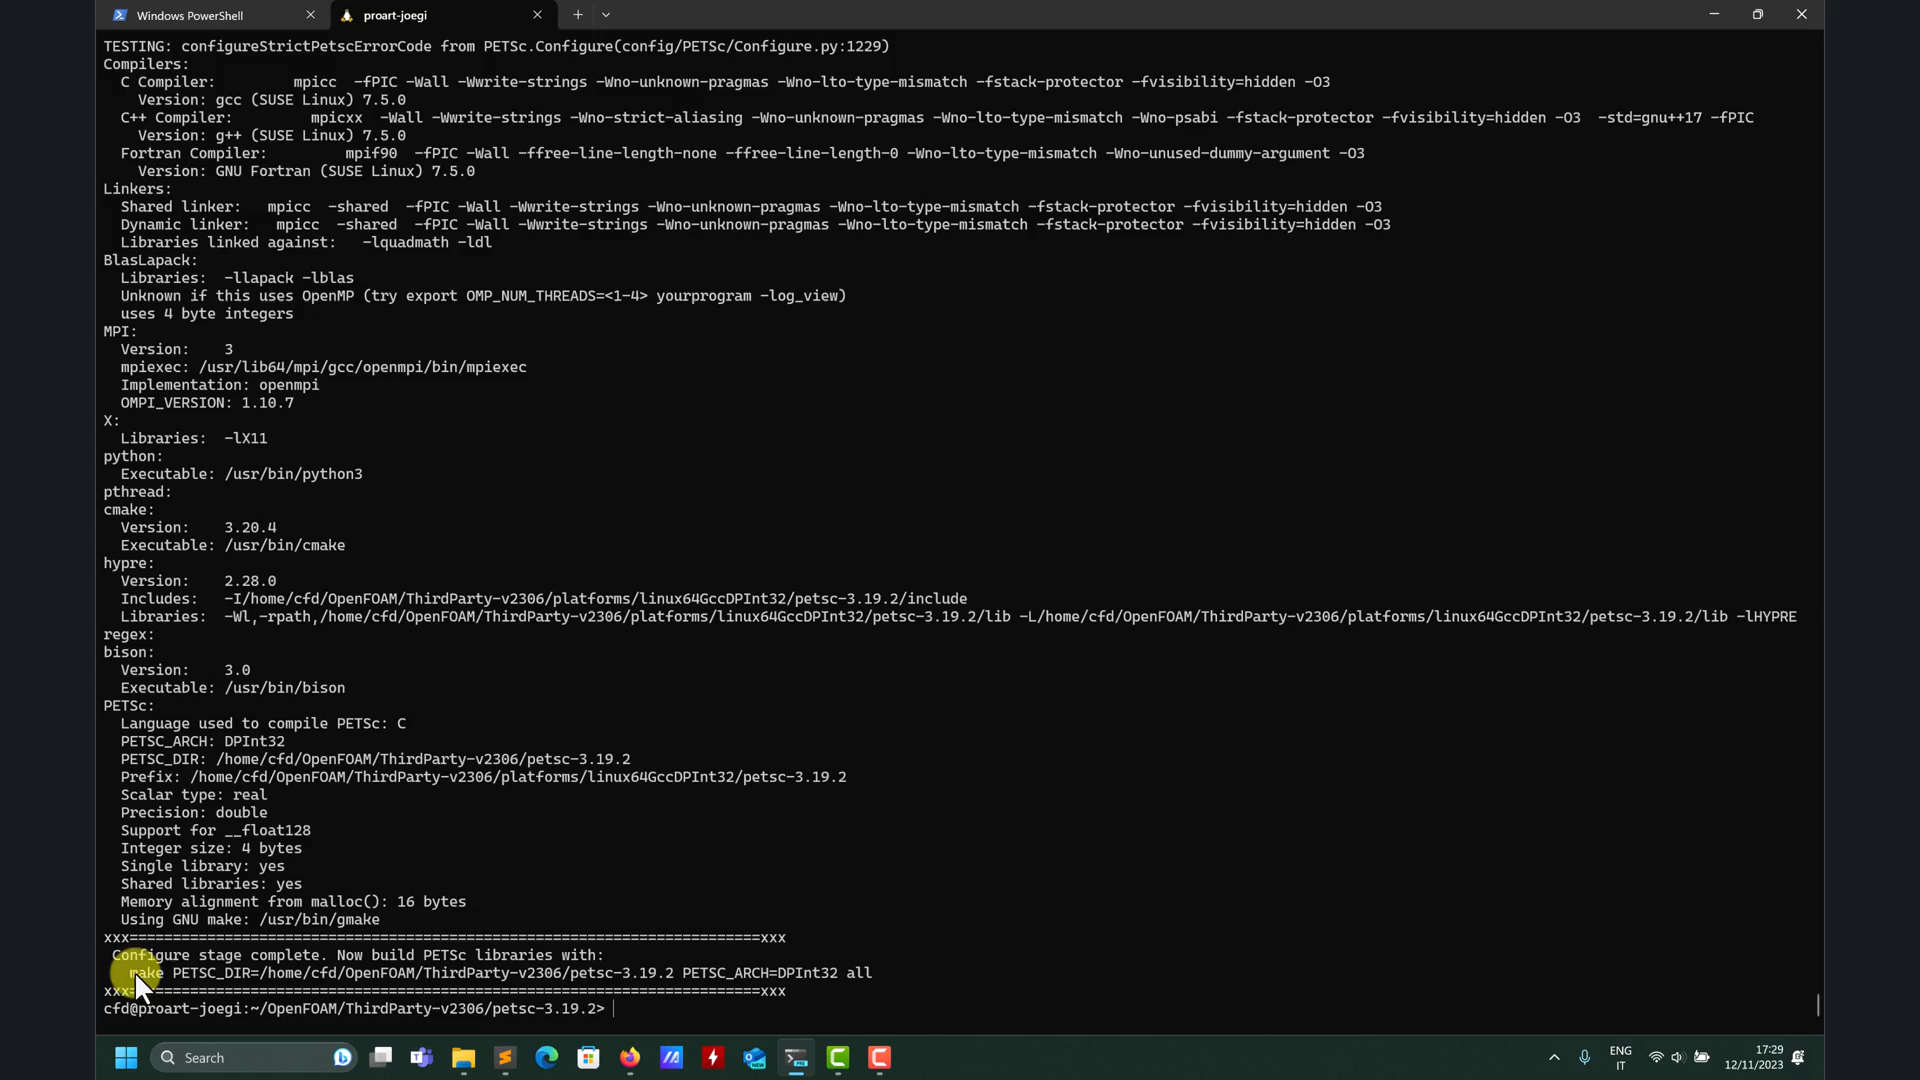 Windows PowerShell
proart-joegi
TESTING: configureStrictPetscErrorCode from PETSc.Configure(config/PETSc/Configure.py:1229)
Compilers:
C Compiler: mpicc -fPIC -Wall -Wwrite-strings -Wno-unknown-pragmas -Wno-lto-type-mismatch -fstack-protector -fvisibility=hidden -O3
Version: gcc (SUSE Linux) 7.5.0
C++ Compiler: mpicxx -Wall -Wwrite-strings -Wno-strict-aliasing -Wno-unknown-pragmas -Wno-lto-type-mismatch -Wno-psabi -fstack-protector -fvisibility=hidden -O3 -std=gnu++17 -fPIC
Version: g++ (SUSE Linux) 7.5.0
Fortran Compiler: mpif90 -fPIC -Wall -ffree-line-length-none -ffree-line-length-0 -Wno-lto-type-mismatch -Wno-unused-dummy-argument -O3
Version: GNU Fortran (SUSE Linux) 7.5.0
Linkers:
Shared linker: mpicc -shared -fPIC -Wall -Wwrite-strings -Wno-unknown-pragmas -Wno-lto-type-mismatch -fstack-protector -fvisibility=hidden -O3
Dynamic linker: mpicc -shared -fPIC -Wall -Wwrite-strings -Wno-unknown-pragmas -Wno-lto-type-mismatch -fstack-protector -fvisibility=hidden -O3
Libraries linked against: -lquadmath -ldl
BlasLapack:
Libraries: -llapack -lblas
Unknown if this uses OpenMP (try export OMP_NUM_THREADS=<1-4> yourprogram -log_view)
uses 4 byte integers
MPI:
Version: 3
mpiexec: /usr/lib64/mpi/gcc/openmpi/bin/mpiexec
Implementation: openmpi
OMPI_VERSION: 1.10.7
X:
Libraries: -lX11
python:
Executable: /usr/bin/python3
pthread:
cmake:
Version: 3.20.4
Executable: /usr/bin/cmake
hypre:
Version: 2.28.0
Includes: -I/home/cfd/OpenFOAM/ThirdParty-v2306/platforms/linux64GccDPInt32/petsc-3.19.2/include
Libraries: -Wl,-rpath,/home/cfd/OpenFOAM/ThirdParty-v2306/platforms/linux64GccDPInt32/petsc-3.19.2/lib -L/home/cfd/OpenFOAM/ThirdParty-v2306/platforms/linux64GccDPInt32/petsc-3.19.2/lib -lHYPRE
regex:
bison:
Version: 3.0
Executable: /usr/bin/bison
PETSc:
Language used to compile PETSc: C
PETSC_ARCH: DPInt32
PETSC_DIR: /home/cfd/OpenFOAM/ThirdParty-v2306/petsc-3.19.2
Prefix: /home/cfd/OpenFOAM/ThirdParty-v2306/platforms/linux64GccDPInt32/petsc-3.19.2
Scalar type: real
Precision: double
Support for __float128
Integer size: 4 bytes
Single library: yes
Shared libraries: yes
Memory alignment from malloc(): 16 bytes
Using GNU make: /usr/bin/gmake
xxx=========================================================================xxx
Configure stage complete. Now build PETSc libraries with:
make PETSC_DIR=/home/cfd/OpenFOAM/ThirdParty-v2306/petsc-3.19.2 PETSC_ARCH=DPInt32 all
xxx=========================================================================xxx
cfd@proart-joegi:~/OpenFOAM/ThirdParty-v2306/petsc-3.19.2>
Search
ENG
IT
17:29
12/11/2023